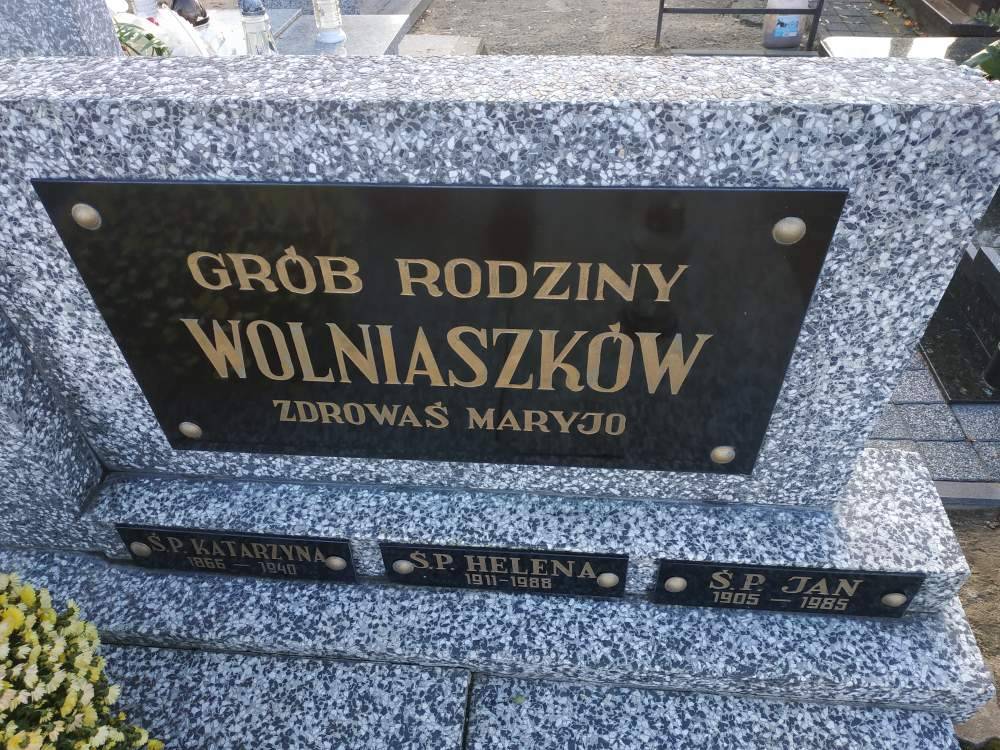 GRÓB RODZINY
WOLNIASZKÓW
ZDROWAŚ MARYJO
Ś.P. KATARZYNA
1866 – 1940
Ś.P. HELENA
1911-1988
Ś.P. JAN
1905 – 1985